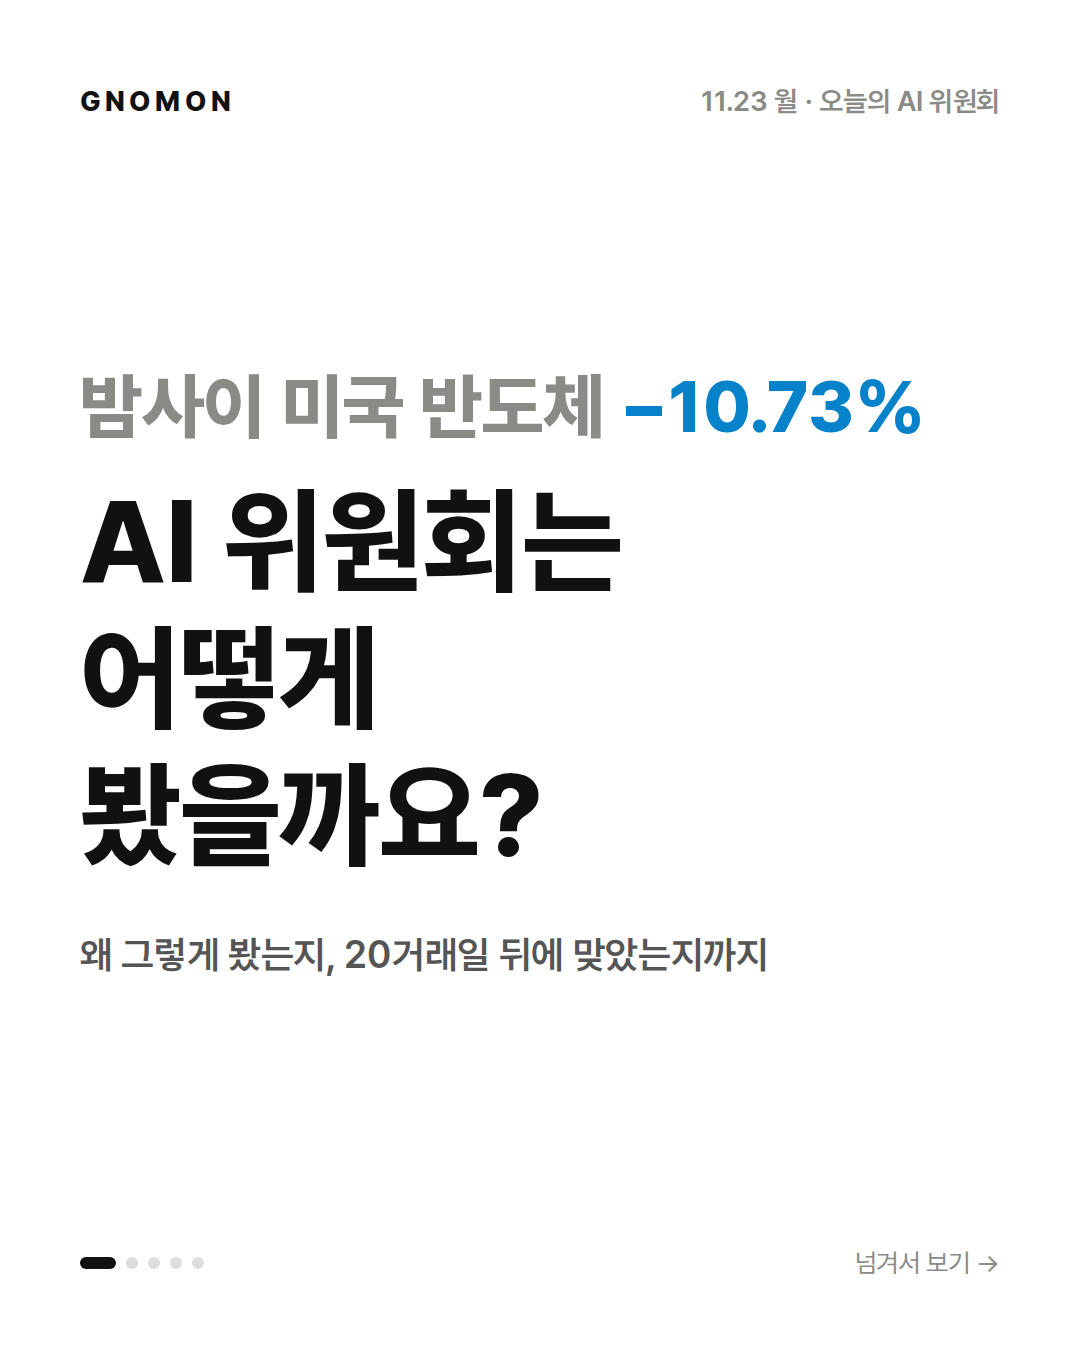 GNOMON
11.23 월 · 오늘의 AI 위원회
밤사이 미국 반도체 −10.73%
AI 위원회는
어떻게
봤을까요?
왜 그렇게 봤는지, 20거래일 뒤에 맞았는지까지
넘겨서 보기 →